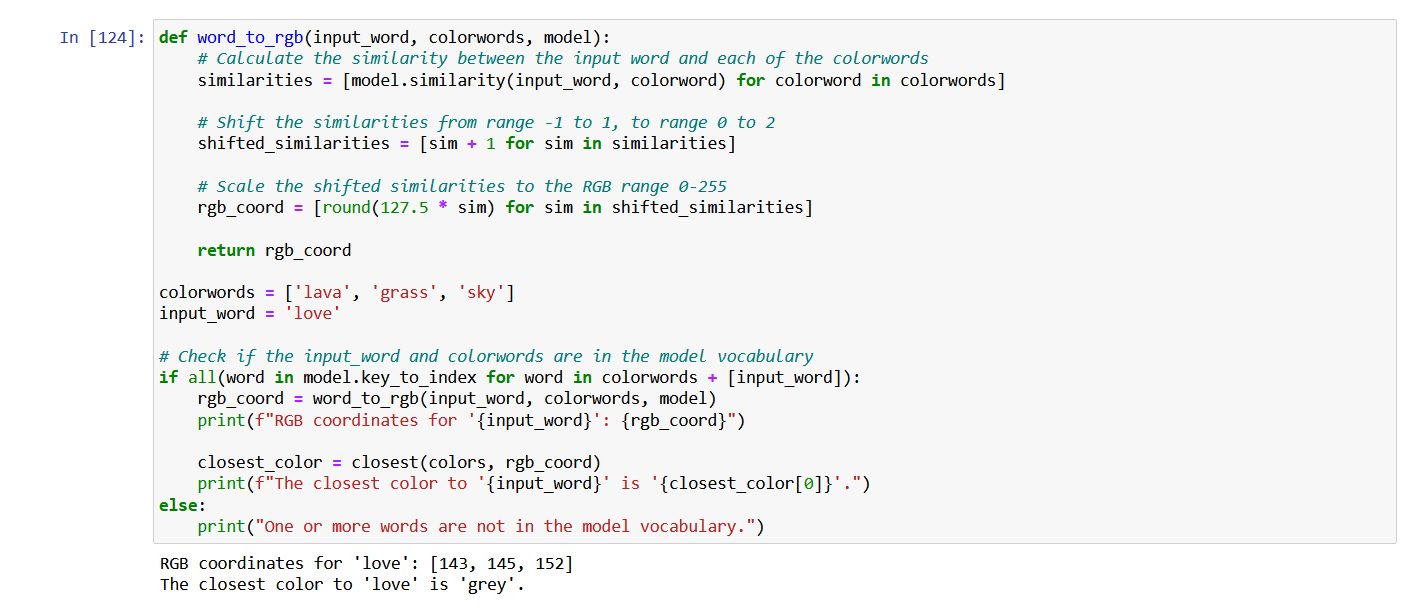 In [124]: def word_to_rgb(input_word, colorwords, model):
    # Calculate the similarity between the input word and each of the colorwords
    similarities = [model.similarity(input_word, colorword) for colorword in colorwords]

    # Shift the similarities from range -1 to 1, to range 0 to 2
    shifted_similarities = [sim + 1 for sim in similarities]

    # Scale the shifted similarities to the RGB range 0-255
    rgb_coord = [round(127.5 * sim) for sim in shifted_similarities]

    return rgb_coord

colorwords = ['lava', 'grass', 'sky']
input_word = 'love'

# Check if the input_word and colorwords are in the model vocabulary
if all(word in model.key_to_index for word in colorwords + [input_word]):
    rgb_coord = word_to_rgb(input_word, colorwords, model)
    print(f"RGB coordinates for '{input_word}': {rgb_coord}")

    closest_color = closest(colors, rgb_coord)
    print(f"The closest color to '{input_word}' is '{closest_color[0]}'.")
else:
    print("One or more words are not in the model vocabulary.")

RGB coordinates for 'love': [143, 145, 152]
The closest color to 'love' is 'grey'.